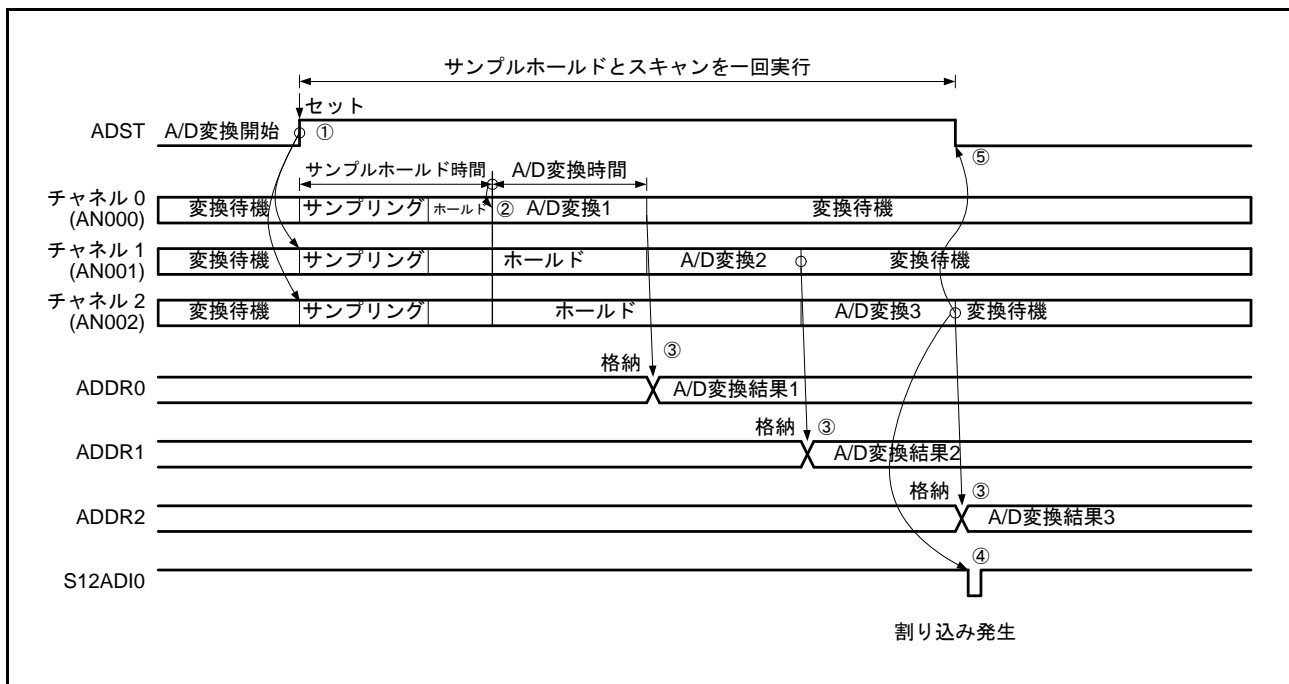 サンプルホールドとスキャンを一回実行
セット
ADST A/D変換開始 ① ⑤
サンプルホールド時間 A/D変換時間
チャネル 0
(AN000)
変換待機 サンプリング ホールド ② A/D変換1 変換待機
チャネル 1
(AN001)
変換待機 サンプリング ホールド A/D変換2 変換待機
チャネル 2
(AN002)
変換待機 サンプリング ホールド A/D変換3 変換待機
格納 ③
ADDR0 A/D変換結果1
格納 ③
ADDR1 A/D変換結果2
格納 ③
ADDR2 A/D変換結果3
④
S12ADI0
割り込み発生